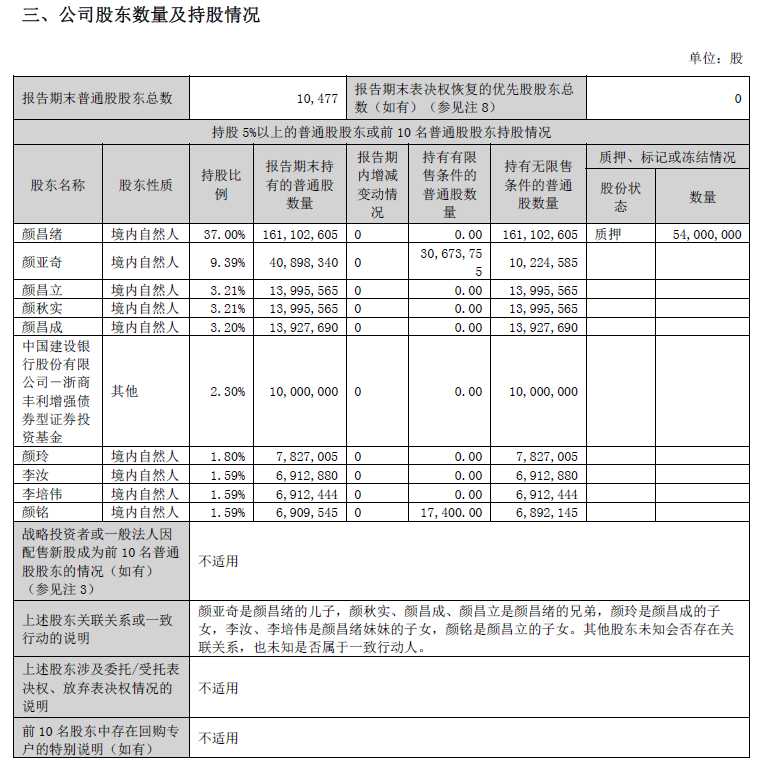 三、公司股东数量及持股情况
单位：股
报告期末普通股股东总数 10,477 报告期末表决权恢复的优先股股东总
数（如有）（参见注8） 0
持股5%以上的普通股股东或前10名普通股股东持股情况
股东名称 股东性质 持股比
例 报告期末持
有的普通股
数量 报告期
内增减
变动情
况 持有有限
售条件的
普通股数
量 持有无限售
条件的普通
股数量 质押、标记或冻结情况
股份状
态 数量
颜昌绪 境内自然人 37.00% 161,102,605 0 0.00 161,102,605 质押 54,000,000
颜亚奇 境内自然人 9.39% 40,898,340 0 30,673,75
5 10,224,585
颜昌立 境内自然人 3.21% 13,995,565 0 0.00 13,995,565
颜秋实 境内自然人 3.21% 13,995,565 0 0.00 13,995,565
颜昌成 境内自然人 3.20% 13,927,690 0 0.00 13,927,690
中国建设银
行股份有限
公司－浙商
丰利增强债
券型证券投
资基金 其他 2.30% 10,000,000 0 0.00 10,000,000
颜玲 境内自然人 1.80% 7,827,005 0 0.00 7,827,005
李汝 境内自然人 1.59% 6,912,880 0 0.00 6,912,880
李培伟 境内自然人 1.59% 6,912,444 0 0.00 6,912,444
颜铭 境内自然人 1.59% 6,909,545 0 17,400.00 6,892,145
战略投资者或一般法人因
配售新股成为前10名普通
股股东的情况（如有）
（参见注3） 不适用
上述股东关联关系或一致
行动的说明 颜亚奇是颜昌绪的儿子，颜秋实、颜昌成、颜昌立是颜昌绪的兄弟，颜玲是颜昌成的子
女，李汝、李培伟是颜昌绪妹妹的子女，颜铭是颜昌立的子女。其他股东未知会否存在关
联关系，也未知是否属于一致行动人。
上述股东涉及委托/受托表
决权、放弃表决权情况的
说明 不适用
前10名股东中存在回购专
户的特别说明（如有） 不适用